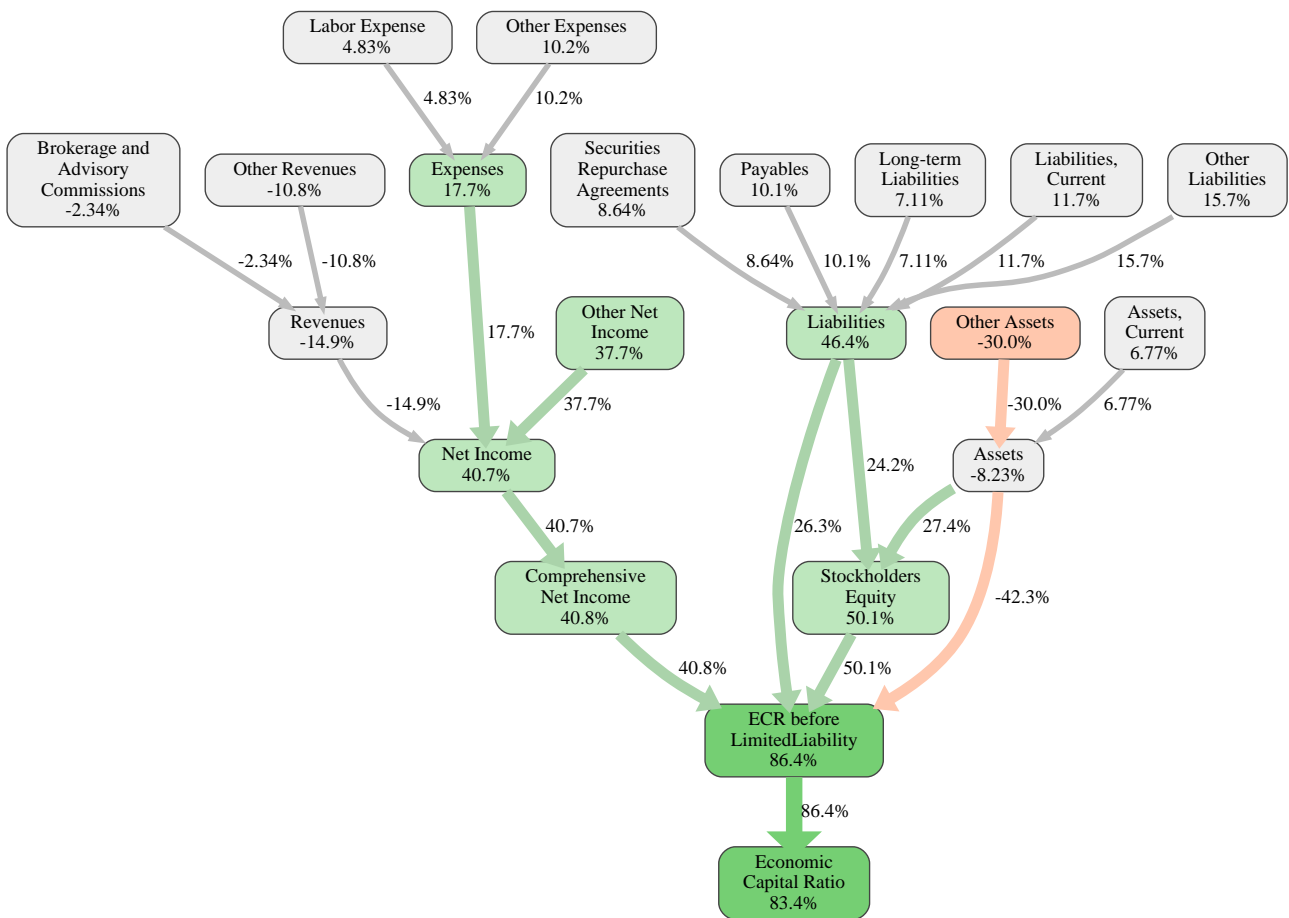 Labor Expense
4.83%
Other Expenses
10.2%
4.83%
10.2%
Brokerage and
Advisory
Commissions
-2.34%
Other Revenues
-10.8%
Expenses
17.7%
Securities
Repurchase
Agreements
8.64%
Payables
10.1%
Long-term
Liabilities
7.11%
Liabilities,
Current
11.7%
Other
Liabilities
15.7%
-2.34%
-10.8%
8.64%
10.1%
7.11%
11.7%
15.7%
Revenues
-14.9%
17.7%
Other Net
Income
37.7%
Liabilities
46.4%
Other Assets
-30.0%
Assets,
Current
6.77%
-14.9%
37.7%
-30.0%
6.77%
Net Income
40.7%
24.2%
Assets
-8.23%
40.7%
26.3%
27.4%
Comprehensive
Net Income
40.8%
Stockholders
Equity
50.1%
-42.3%
40.8%
50.1%
ECR before
LimitedLiability
86.4%
86.4%
Economic
Capital Ratio
83.4%